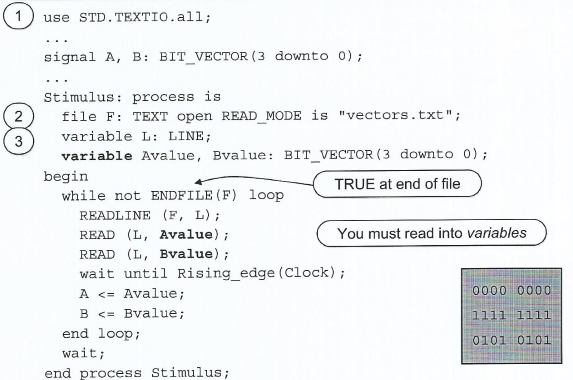 1 use STD.TEXTIO.all;
...
signal A, B: BIT_VECTOR(3 downto 0);
...
Stimulus: process is
2 file F: TEXT open READ_MODE is "vectors.txt";
3 variable L: LINE;
variable Avalue, Bvalue: BIT_VECTOR(3 downto 0);
begin
while not ENDFILE(F) loop
TRUE at end of file
READLINE (F, L);
READ (L, Avalue);
READ (L, Bvalue);
You must read into variables
wait until Rising_edge(Clock);
A <= Avalue;
B <= Bvalue;
end loop;
wait;
end process Stimulus;
0000 0000
1111 1111
0101 0101